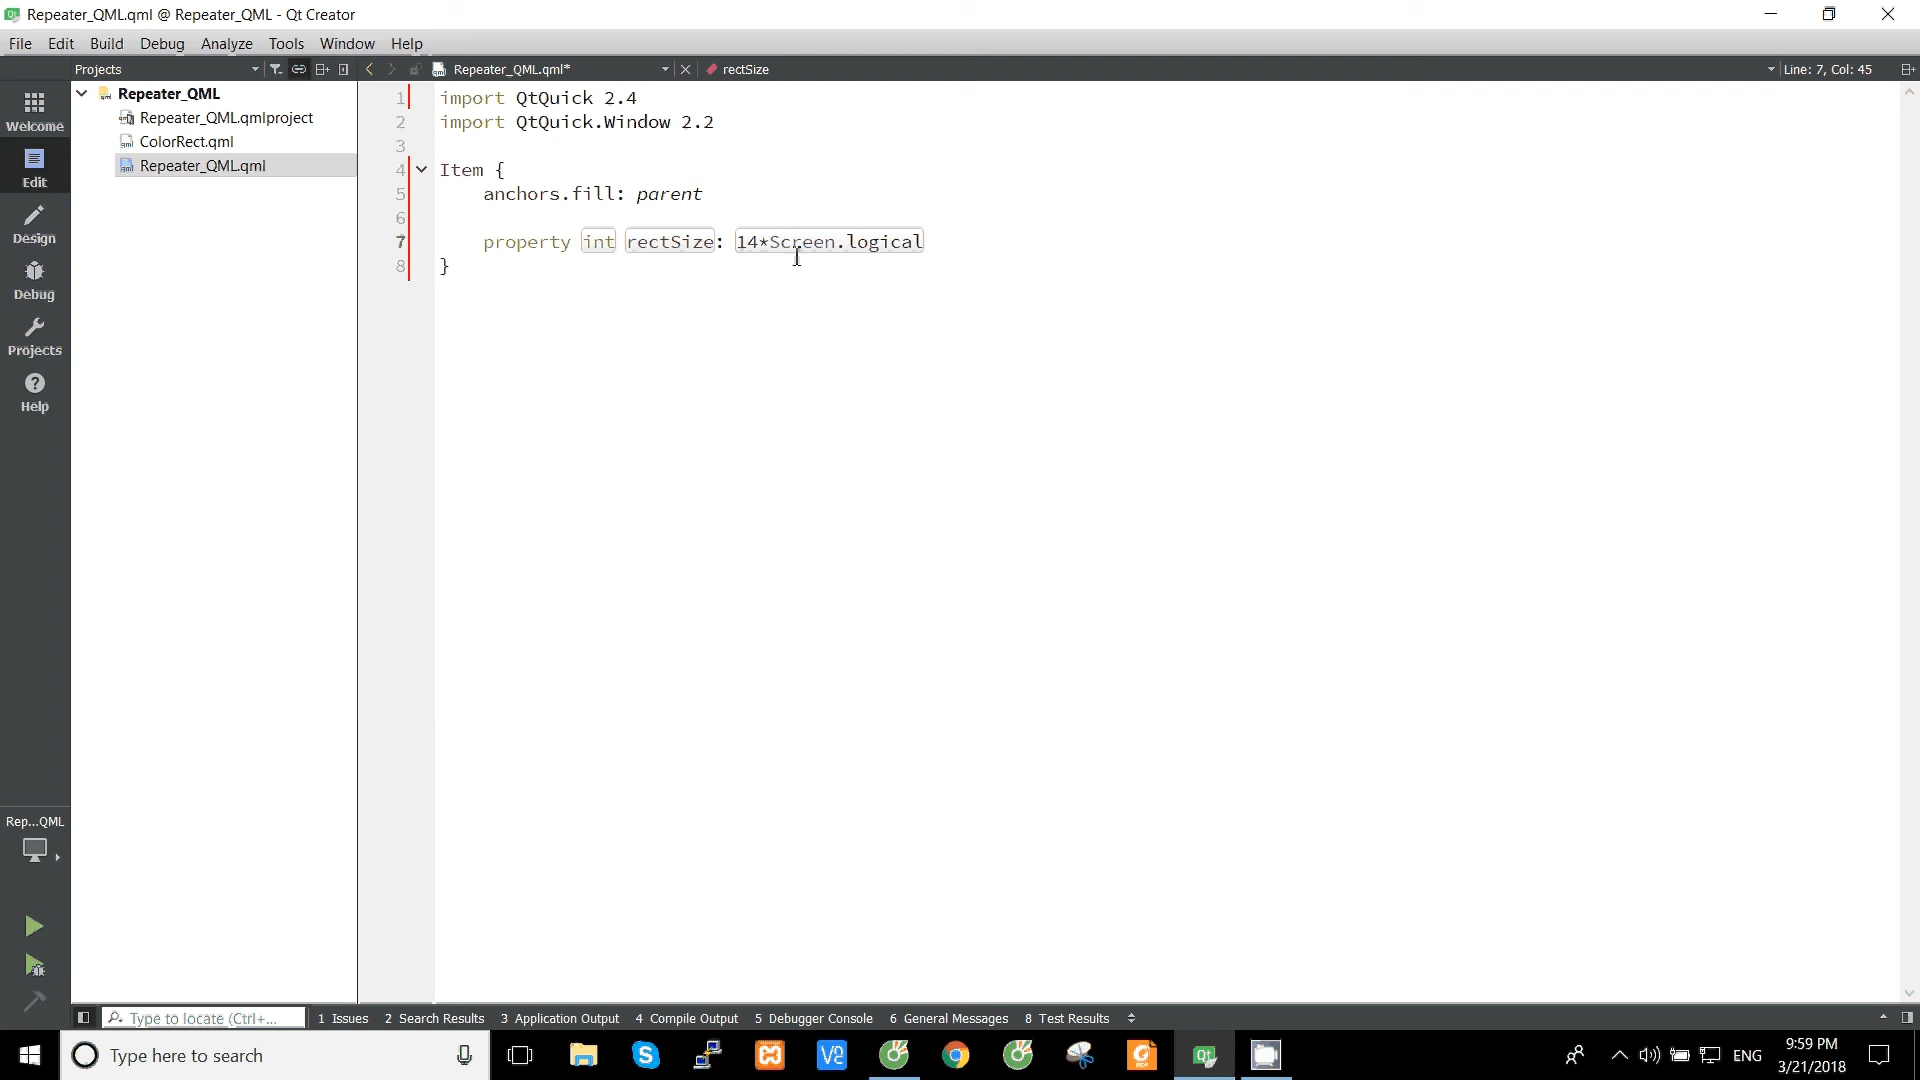 Repeater_QML.qml @ Repeater_QML - Qt Creator
File Edit Build Debug Analyze Tools Window Help
Projects Repeater_QML.qml* rectSize Line: 7, Col: 45
Welcome
Edit
Design
Debug
Projects
Help
Repeater_QML
Repeater_QML.qmlproject
ColorRect.qml
Repeater_QML.qml
1 import QtQuick 2.4
2 import QtQuick.Window 2.2
3
4 Item {
5 anchors.fill: parent
6
7 property int rectSize: 14*Screen.logical
8 }
Rep...QML
Type to locate (Ctrl+... 1 Issues 2 Search Results 3 Application Output 4 Compile Output 5 Debugger Console 6 General Messages 8 Test Results
Type here to search
ENG
9:59 PM
3/21/2018